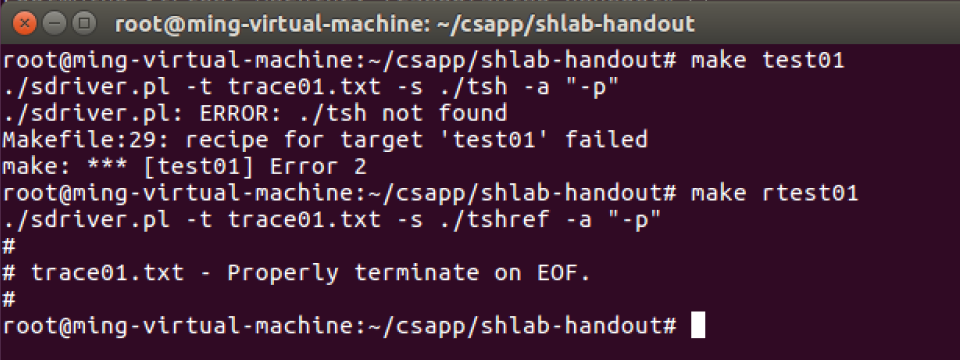 root@ming-virtual-machine: ~/csapp/shlab-handout
root@ming-virtual-machine:~/csapp/shlab-handout# make test01
./sdriver.pl -t trace01.txt -s ./tsh -a "-p"
./sdriver.pl: ERROR: ./tsh not found
Makefile:29: recipe for target 'test01' failed
make: *** [test01] Error 2
root@ming-virtual-machine:~/csapp/shlab-handout# make rtest01
./sdriver.pl -t trace01.txt -s ./tshref -a "-p"
#
# trace01.txt - Properly terminate on EOF.
#
root@ming-virtual-machine:~/csapp/shlab-handout#